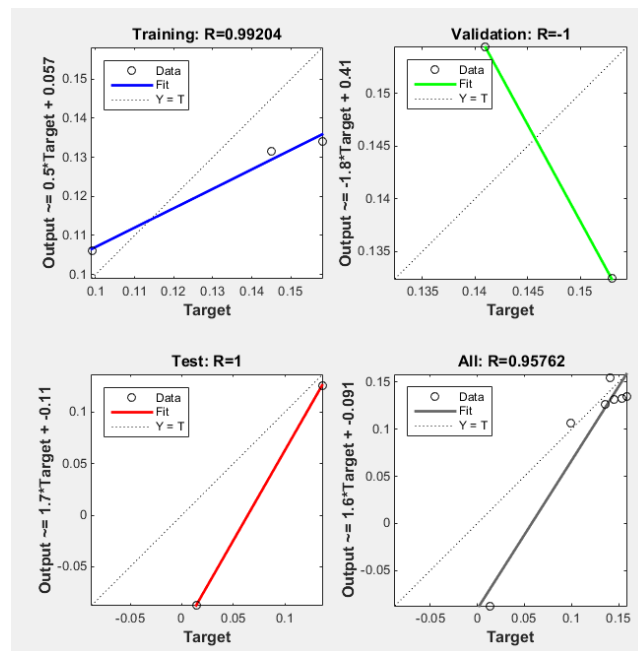 Training: R=0.99204
Output ~= 0.5*Target + 0.057
0.15
0.14
0.13
0.12
0.11
0.1
Data
Fit
Y = T
0.1 0.11 0.12 0.13 0.14 0.15
Target
Validation: R=-1
Output ~= -1.8*Target + 0.41
0.15
0.145
0.14
0.135
Data
Fit
Y = T
0.135 0.14 0.145 0.15
Target
Test: R=1
Output ~= 1.7*Target + -0.11
0.1
0.05
0
-0.05
Data
Fit
Y = T
-0.05 0 0.05 0.1
Target
All: R=0.95762
Output ~= 1.6*Target + -0.091
0.15
0.1
0.05
0
-0.05
Data
Fit
Y = T
-0.05 0 0.05 0.1 0.15
Target